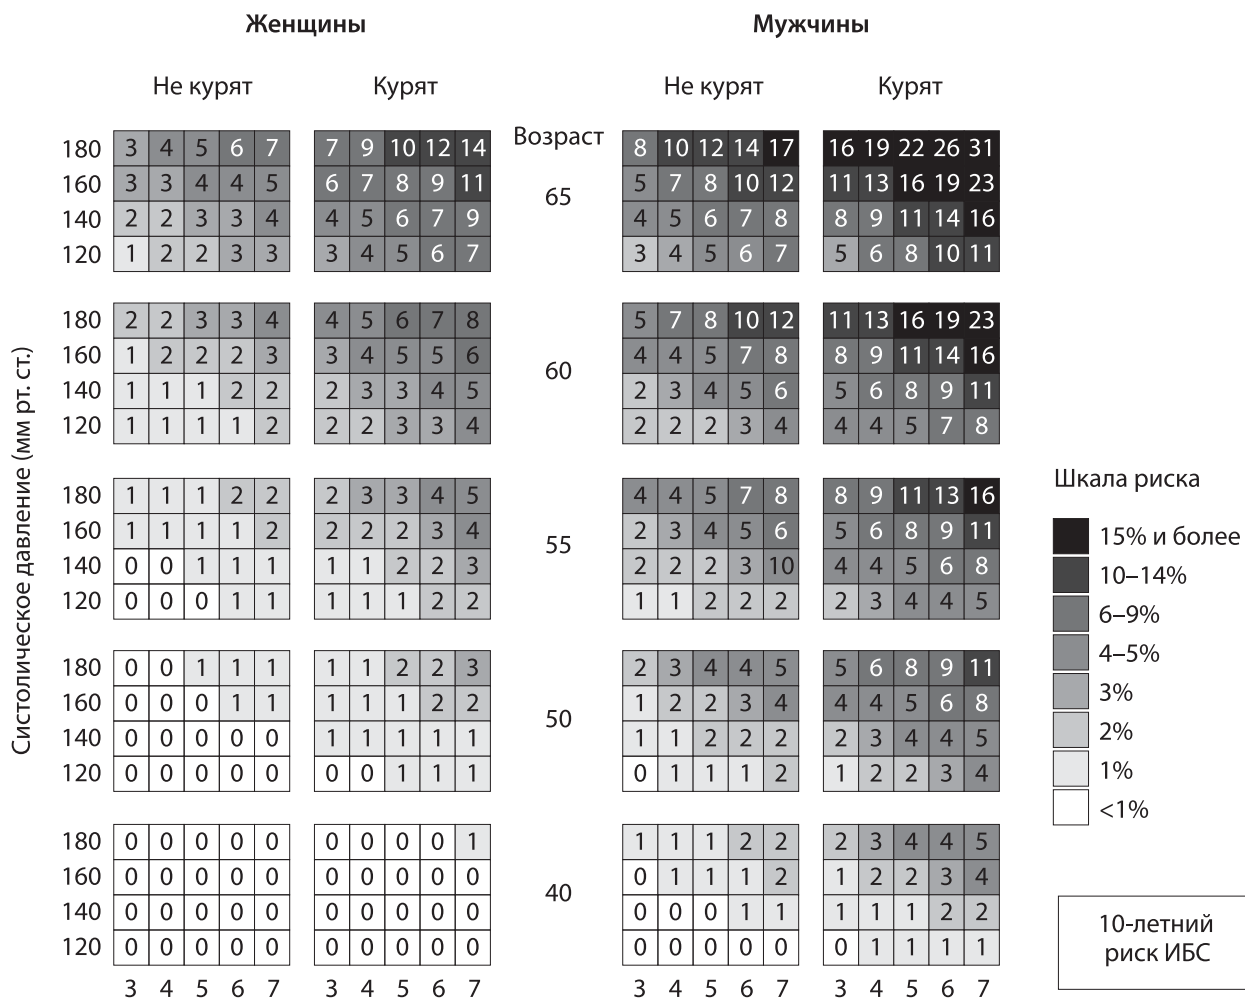 Женщины Мужчины
Не курят Курят Не курят Курят
Систолическое давление (мм рт. ст.)
Возраст
180 3 4 5 6 7 7 9 10 12 14 8 10 12 14 17 16 19 22 26 31
160 3 3 4 4 5 6 7 8 9 11 5 7 8 10 12 11 13 16 19 23
65
140 2 2 3 3 4 4 5 6 7 9 4 5 6 7 8 8 9 11 14 16
120 1 2 2 3 3 3 4 5 6 7 3 4 5 6 7 5 6 8 10 11
180 2 2 3 3 4 4 5 6 7 8 5 7 8 10 12 11 13 16 19 23
160 1 2 2 2 3 3 4 5 5 6 4 4 5 7 8 8 9 11 14 16
60
140 1 1 1 2 2 2 3 3 4 5 2 3 4 5 6 5 6 8 9 11
120 1 1 1 1 2 2 2 3 3 4 2 2 2 3 4 4 4 5 7 8
180 1 1 1 2 2 2 3 3 4 5 4 4 5 7 8 8 9 11 13 16
160 1 1 1 1 2 2 2 2 3 4 2 3 4 5 6 5 6 8 9 11
55
140 0 0 1 1 1 1 1 2 2 3 2 2 2 3 10 4 4 5 6 8
120 0 0 0 1 1 1 1 1 2 2 1 1 2 2 2 2 3 4 4 5
180 0 0 1 1 1 1 1 2 2 3 2 3 4 4 5 5 6 8 9 11
160 0 0 0 1 1 1 1 1 2 2 1 2 2 3 4 4 4 5 6 8
50
140 0 0 0 0 0 1 1 1 1 1 1 1 2 2 2 2 3 4 4 5
120 0 0 0 0 0 0 0 1 1 1 0 1 1 1 2 1 2 2 3 4
180 0 0 0 0 0 0 0 0 0 1 1 1 1 2 2 2 3 4 4 5
160 0 0 0 0 0 0 0 0 0 0 0 1 1 1 2 1 2 2 3 4
40
140 0 0 0 0 0 0 0 0 0 0 0 0 0 1 1 1 1 1 2 2
120 0 0 0 0 0 0 0 0 0 0 0 0 0 0 0 0 1 1 1 1
3 4 5 6 7 3 4 5 6 7 3 4 5 6 7 3 4 5 6 7
Шкала риска
15% и более
10–14%
6–9%
4–5%
3%
2%
1%
<1%
10-летний
риск ИБС